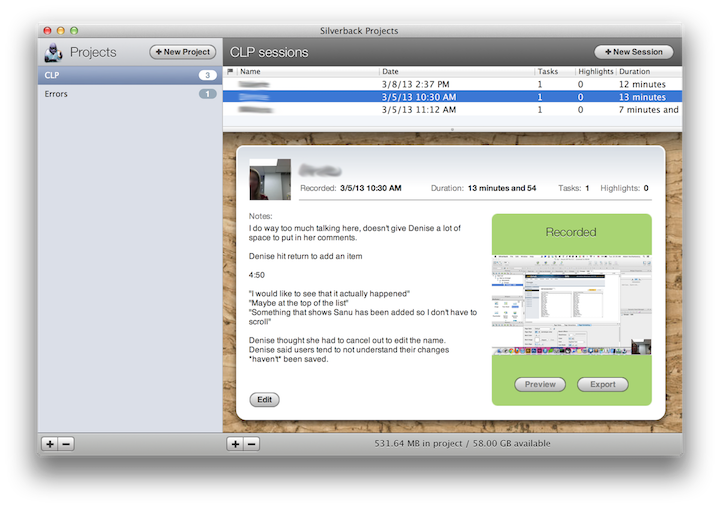 Silverback Projects
Projects
+ New Project
CLP sessions
+ New Session
CLP 3
Errors 1
Name Date Tasks Highlights Duration
3/8/13 2:37 PM 1 0 12 minutes
3/5/13 10:30 AM 1 0 13 minutes
3/5/13 11:12 AM 1 0 7 minutes and
Recorded: 3/5/13 10:30 AM Duration: 13 minutes and 54 Tasks: 1 Highlights: 0
Notes:
I do way too much talking here, doesn't give Denise a lot of
space to put in her comments.
Denise hit return to add an item
4:50
"I would like to see that it actually happened"
"Maybe at the top of the list"
"Something that shows Sanu has been added so I don't have to
scroll"
Denise thought she had to cancel out to edit the name.
Denise said users tend to not understand their changes
*haven't* been saved.
Edit
Recorded
Preview Export
531.64 MB in project / 58.00 GB available